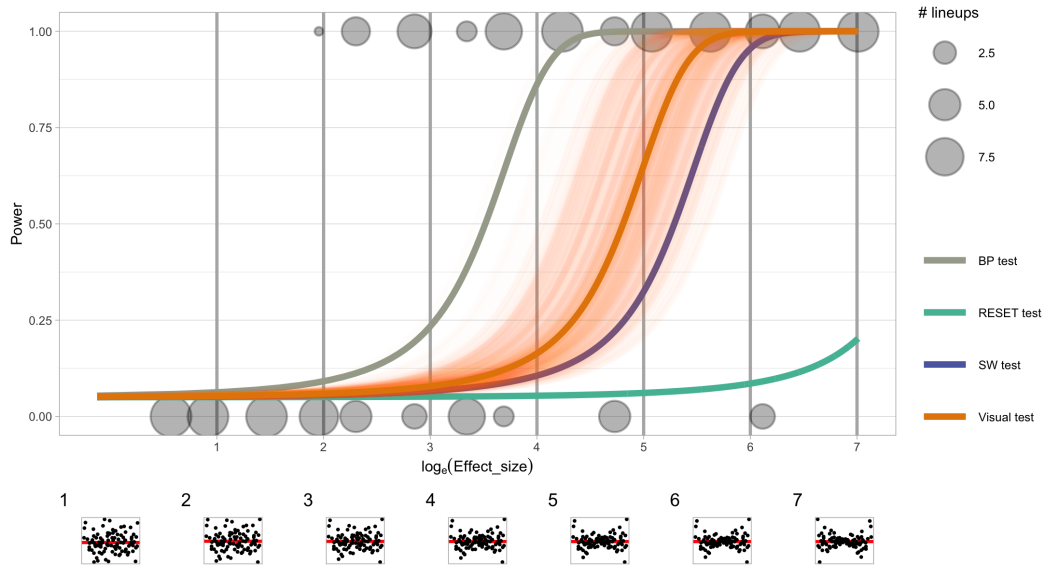 # lineups
2.5
5.0
7.5
1.00
0.75
0.50
0.25
0.00
Power
1 2 3 4 5 6 7
logₑ(Effect_size)
BP test
RESET test
SW test
Visual test
1 2 3 4 5 6 7